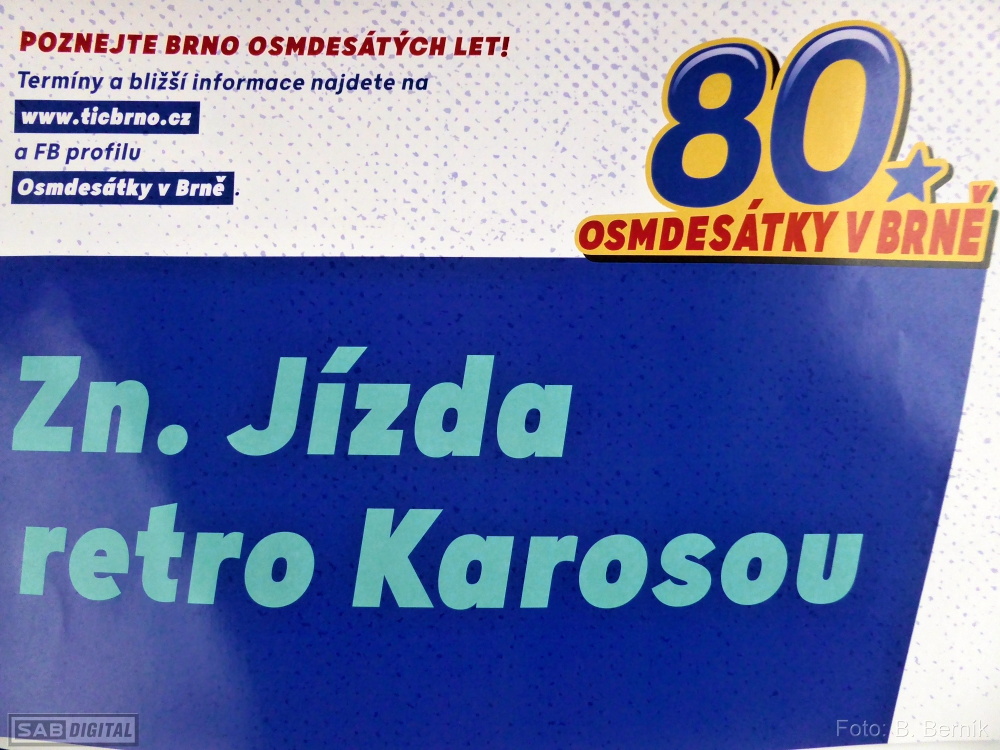 POZNEJTE BRNO OSMDESÁTÝCH LET!
Termíny a bližší informace najdete na
www.ticbrno.cz
a FB profilu
Osmdesátky v Brně.
80
OSMDESÁTKY V BRNĚ
Zn. Jízda
retro Karosou
SAB DIGITAL
Foto: B. Berník